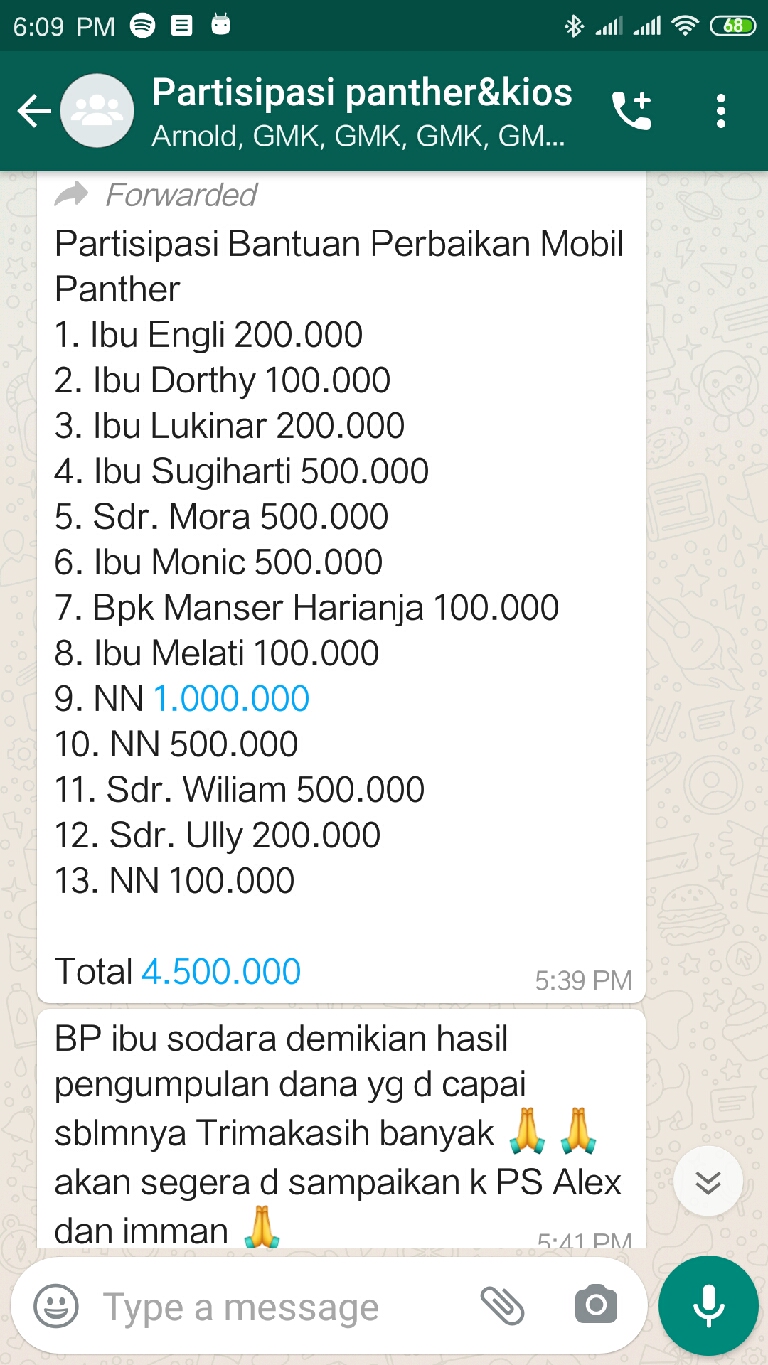 6:09 PM
68
Partisipasi panther&kios
Arnold, GMK, GMK, GMK, GM...
Forwarded
Partisipasi Bantuan Perbaikan Mobil
Panther
1. Ibu Engli 200.000
2. Ibu Dorthy 100.000
3. Ibu Lukinar 200.000
4. Ibu Sugiharti 500.000
5. Sdr. Mora 500.000
6. Ibu Monic 500.000
7. Bpk Manser Harianja 100.000
8. Ibu Melati 100.000
9. NN 1.000.000
10. NN 500.000
11. Sdr. Wiliam 500.000
12. Sdr. Ully 200.000
13. NN 100.000
Total 4.500.000
5:39 PM
BP ibu sodara demikian hasil
pengumpulan dana yg d capai
sblmnya Trimakasih banyak 🙏 🙏
akan segera d sampaikan k PS Alex
dan imman 🙏
5:41 PM
Type a message